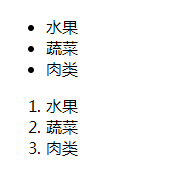 • 水果
• 蔬菜
• 肉类
1. 水果
2. 蔬菜
3. 肉类